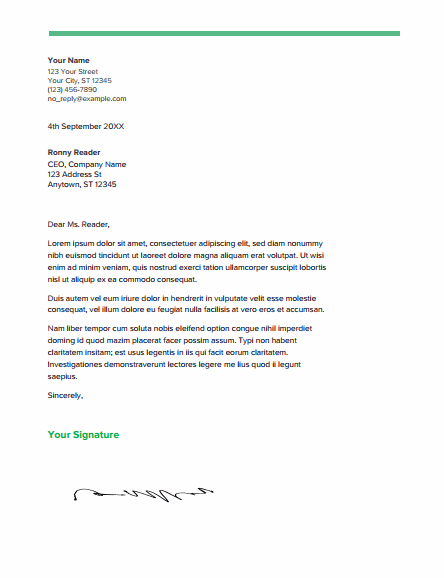 Your Name
123 Your Street
Your City, ST 12345
(123) 456-7890
no_reply@example.com
4th September 20XX
Ronny Reader
CEO, Company Name
123 Address St
Anytown, ST 12345
Dear Ms. Reader,
Lorem ipsum dolor sit amet, consectetuer adipiscing elit, sed diam nonummy
nibh euismod tincidunt ut laoreet dolore magna aliquam erat volutpat. Ut wisi
enim ad minim veniam, quis nostrud exerci tation ullamcorper suscipit lobortis
nisl ut aliquip ex ea commodo consequat.
Duis autem vel eum iriure dolor in hendrerit in vulputate velit esse molestie
consequat, vel illum dolore eu feugiat nulla facilisis at vero eros et accumsan.
Nam liber tempor cum soluta nobis eleifend option congue nihil imperdiet
doming id quod mazim placerat facer possim assum. Typi non habent
claritatem insitam; est usus legentis in iis qui facit eorum claritatem.
Investigationes demonstraverunt lectores legere me lius quod ii legunt
saepius.
Sincerely,
Your Signature